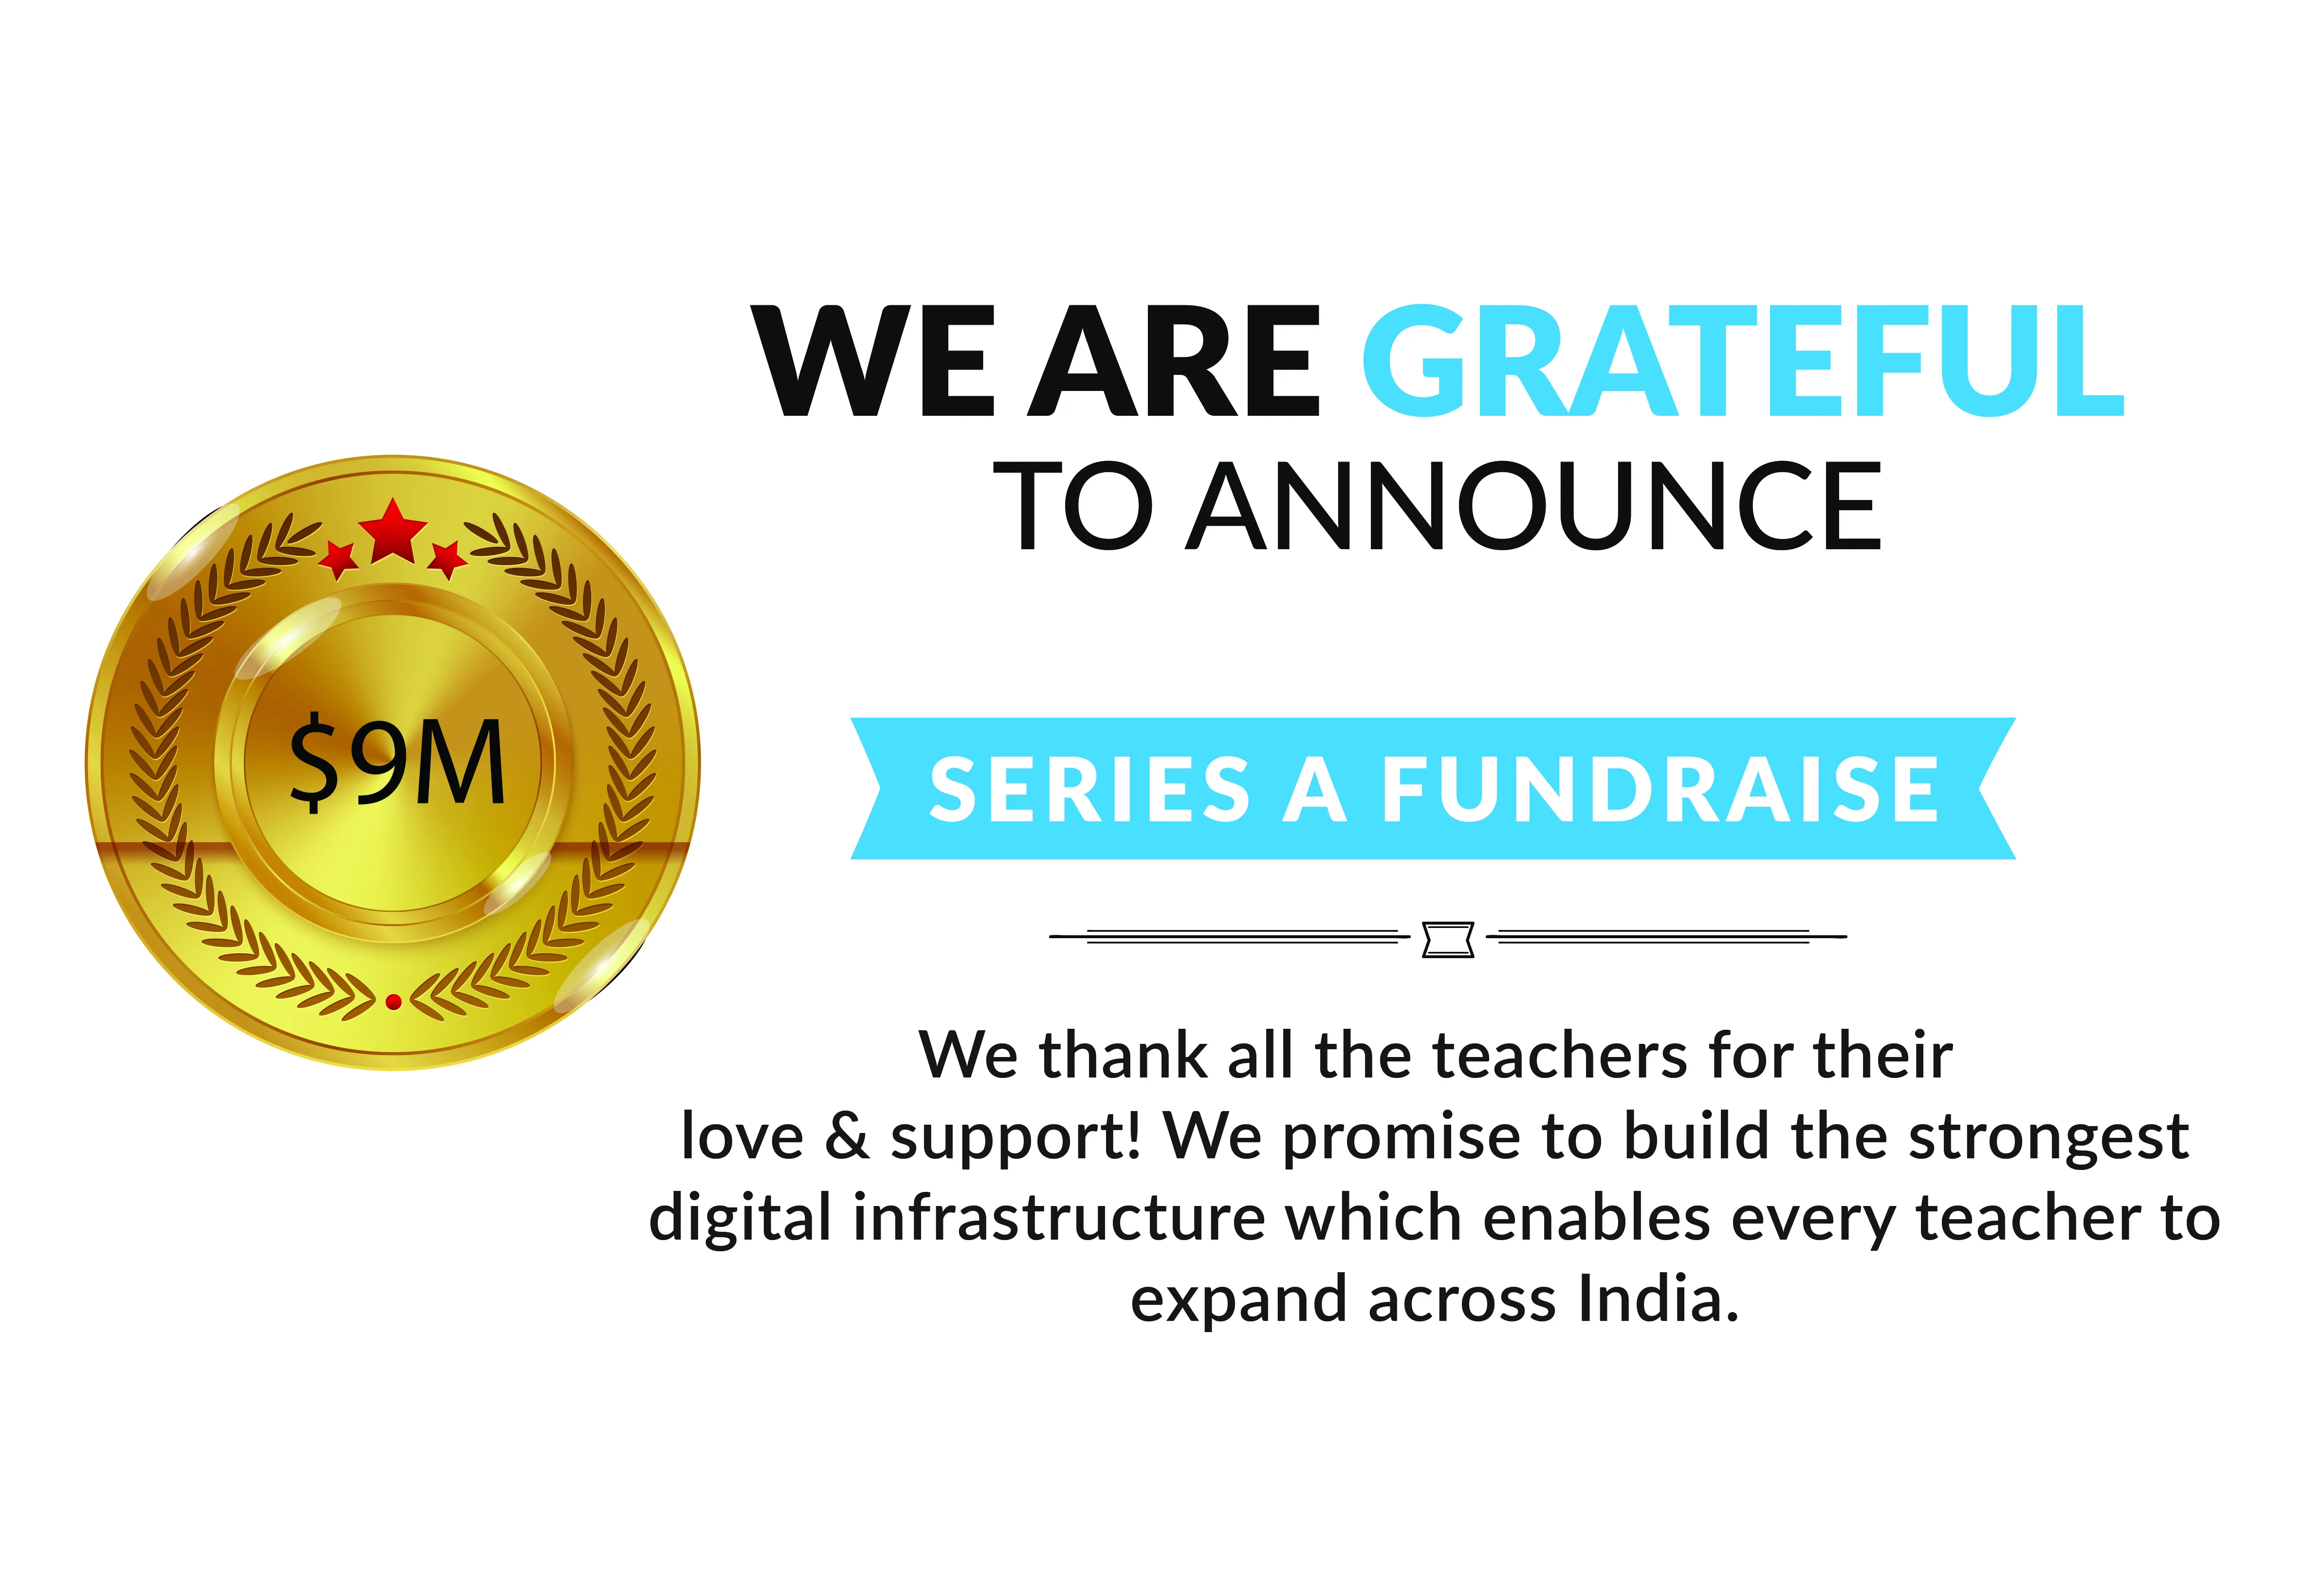 WE ARE GRATEFUL
TO ANNOUNCE
$9M
SERIES A FUNDRAISE
We thank all the teachers for their
love & support! We promise to build the strongest
digital infrastructure which enables every teacher to
expand across India.